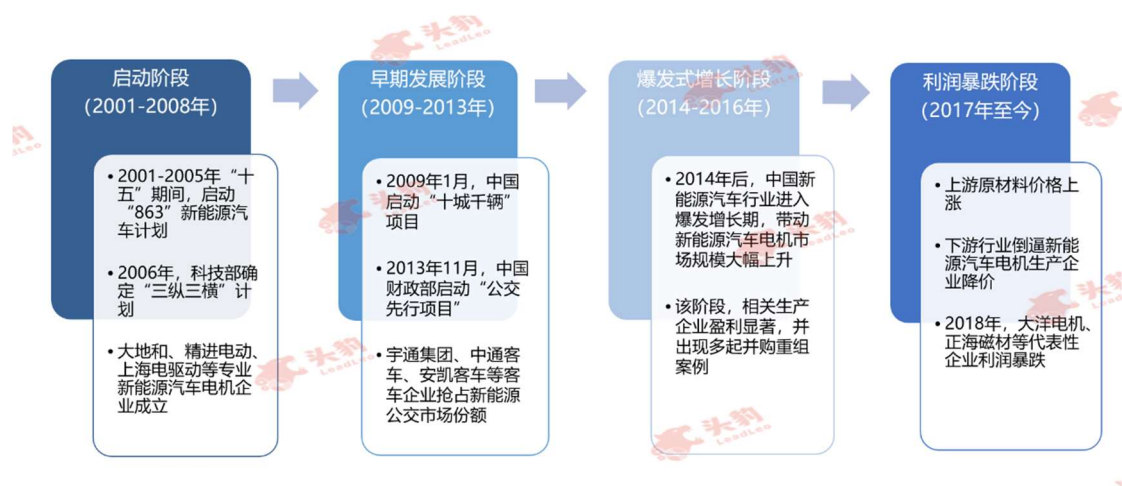 启动阶段
（2001-2008年）
• 2001-2005年“十
五”期间，启动
“863”新能源汽
车计划
• 2006年，科技部确
定“三纵三横”计
划
• 大地和、精进电动、
上海电驱动等专业
新能源汽车电机企
业成立
早期发展阶段
（2009-2013年）
• 2009年1月，中国
启动“十城千辆”
项目
• 2013年11月，中国
财政部启动“公交
先行项目”
• 宇通集团、中通客
车、安凯客车等客
车企业抢占新能源
公交市场份额
爆发式增长阶段
（2014-2016年）
• 2014年后，中国新
能源汽车行业进入
爆发增长期，带动
新能源汽车电机市
场规模大幅上升
• 该阶段，相关生产
企业盈利显著，并
出现多起并购重组
案例
利润暴跌阶段
（2017年至今）
• 上游原材料价格上
涨
• 下游行业倒逼新能
源汽车电机生产企
业降价
• 2018年，大洋电机、
正海磁材等代表性
企业利润暴跌
头豹
LeadLeo